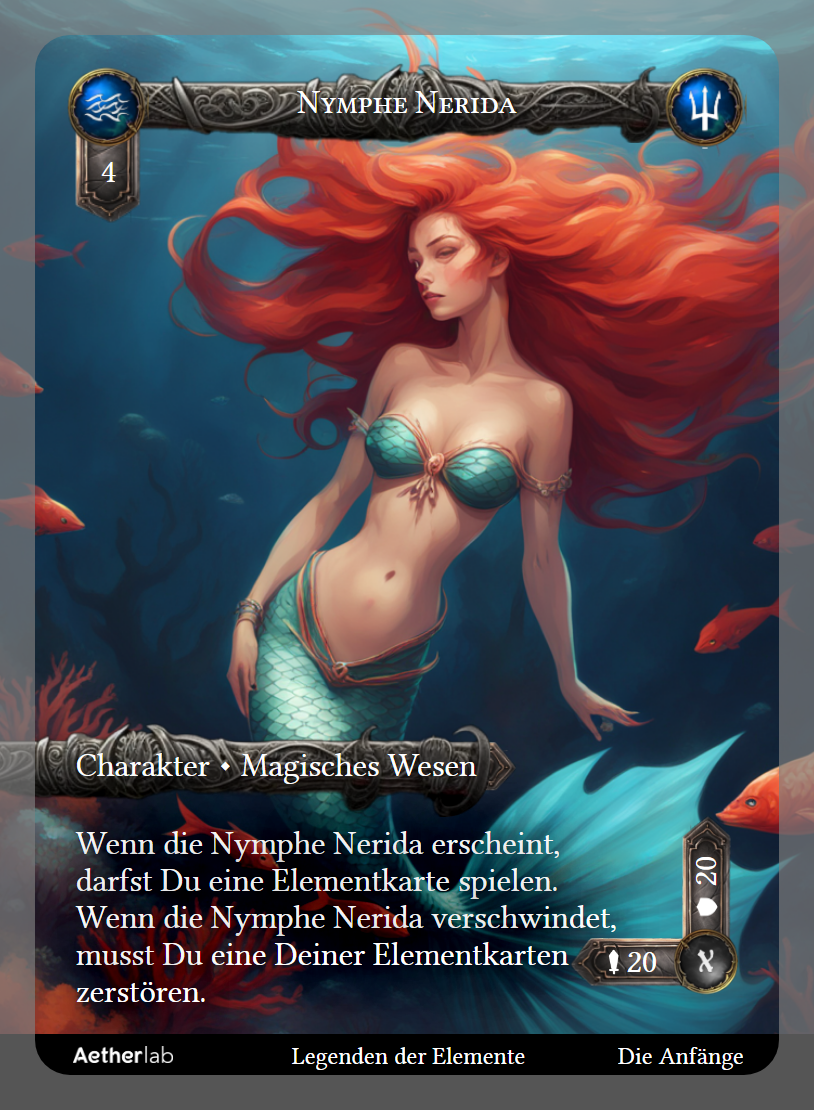 Nymphe Nerida
4
Charakter • Magisches Wesen
Wenn die Nymphe Nerida erscheint,
darfst Du eine Elementkarte spielen.
Wenn die Nymphe Nerida verschwindet,
musst Du eine Deiner Elementkarten
zerstören.
20
20
א
Aetherlab
Legenden der Elemente
Die Anfänge